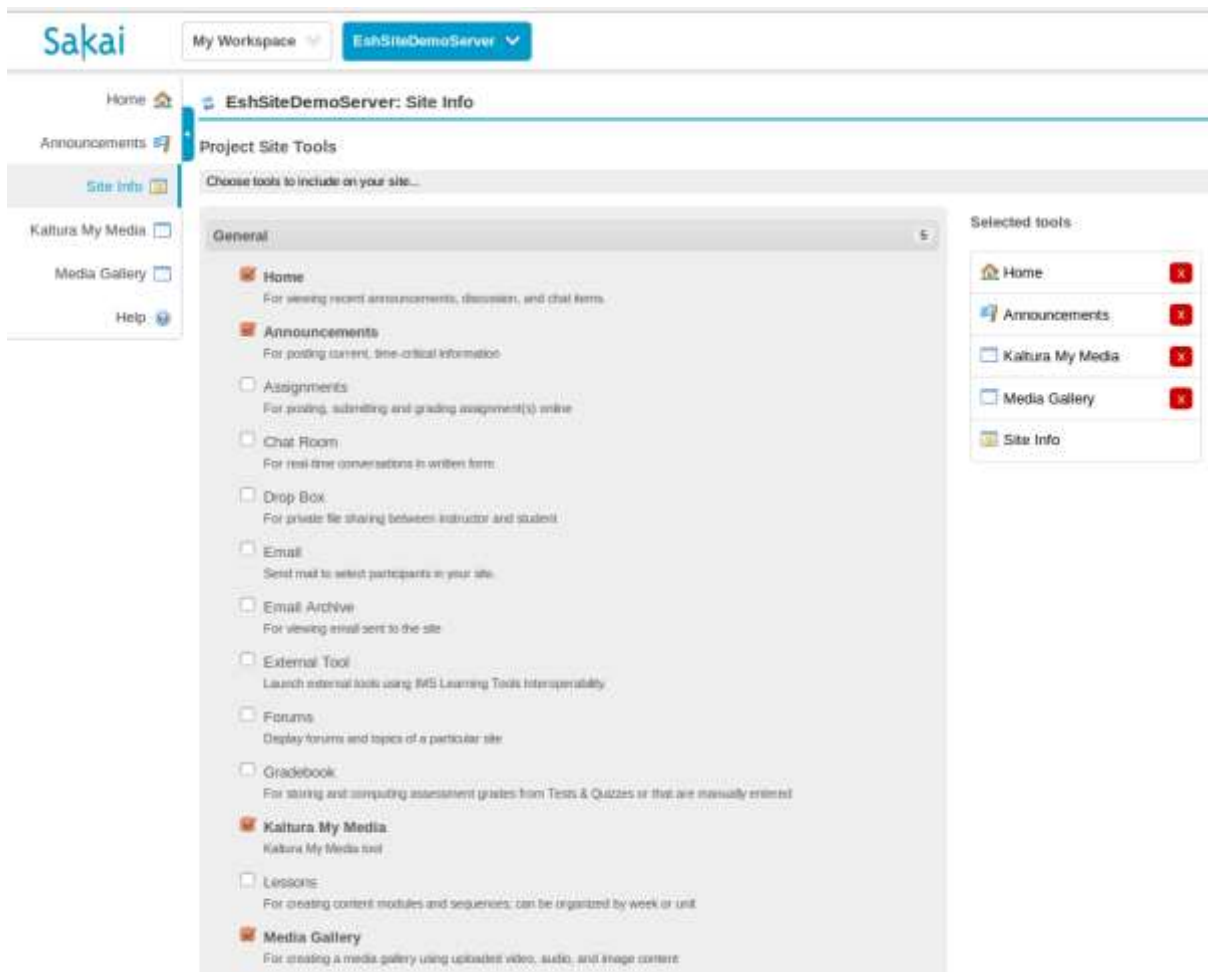 Sakai
My Workspace
EshSiteDemoServer
Home
Announcements
Site Info
Kaltura My Media
Media Gallery
Help
EshSiteDemoServer: Site Info
Project Site Tools
Choose tools to include on your site...
General 5
Home
For viewing recent announcements, discussion, and chat items.
Announcements
For posting current, time-critical information
Assignments
For posting, submitting and grading assignment(s) online
Chat Room
For real-time conversations in written form
Drop Box
For private file sharing between instructor and student
Email
Send mail to select participants in your site.
Email Archive
For viewing email sent to the site
External Tool
Launch external tools using IMS Learning Tools Interoperability.
Forums
Display forums and topics of a particular site
Gradebook
For storing and computing assessment grades from Tests & Quizzes or that are manually entered
Kaltura My Media
Kaltura My Media tool
Lessons
For creating content modules and sequences; can be organized by week or unit
Media Gallery
For creating a media gallery using uploaded video, audio, and image content
Selected tools
Home x
Announcements x
Kaltura My Media x
Media Gallery x
Site Info